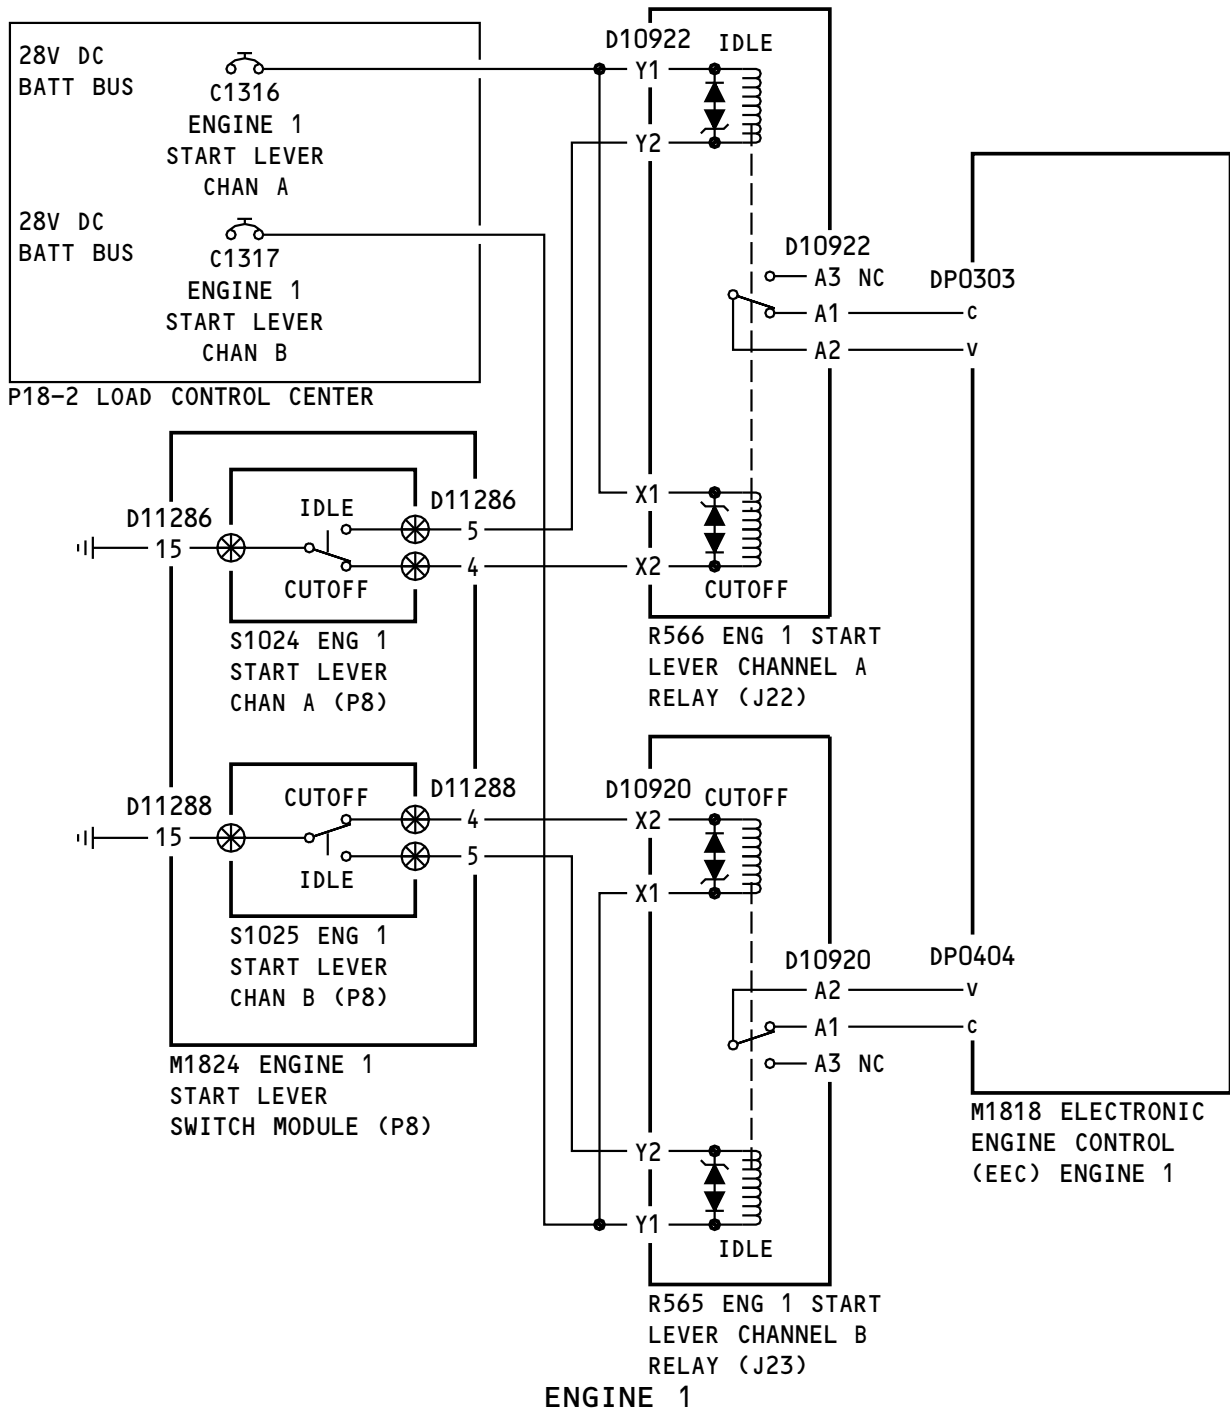 28V DC
BATT BUS
C1316
ENGINE 1
START LEVER
CHAN A
28V DC
BATT BUS
C1317
ENGINE 1
START LEVER
CHAN B
P18-2 LOAD CONTROL CENTER
D10922
IDLE
Y1
Y2
D10922
A3 NC
A1
A2
X1
X2
CUTOFF
R566 ENG 1 START
LEVER CHANNEL A
RELAY (J22)
DP0303
C
V
D11286
15
IDLE
CUTOFF
D11286
5
4
S1024 ENG 1
START LEVER
CHAN A (P8)
D11288
15
CUTOFF
IDLE
D11288
4
5
S1025 ENG 1
START LEVER
CHAN B (P8)
M1824 ENGINE 1
START LEVER
SWITCH MODULE (P8)
D10920
CUTOFF
X2
X1
D10920
A2
A1
A3 NC
Y2
Y1
IDLE
R565 ENG 1 START
LEVER CHANNEL B
RELAY (J23)
DP0404
V
C
M1818 ELECTRONIC
ENGINE CONTROL
(EEC) ENGINE 1
ENGINE 1